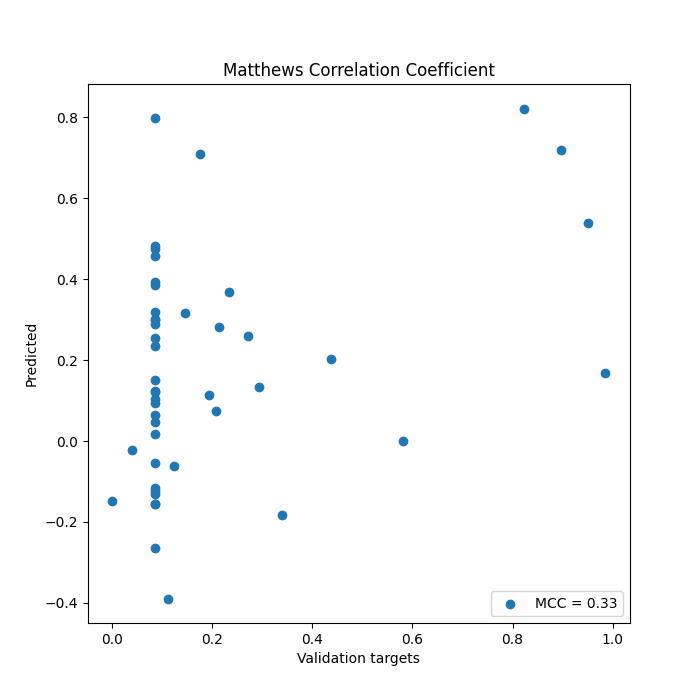 Matthews Correlation Coefficient
0.8
0.6
0.4
0.2
0.0
−0.2
−0.4
Predicted
MCC = 0.33
0.0 0.2 0.4 0.6 0.8 1.0
Validation targets